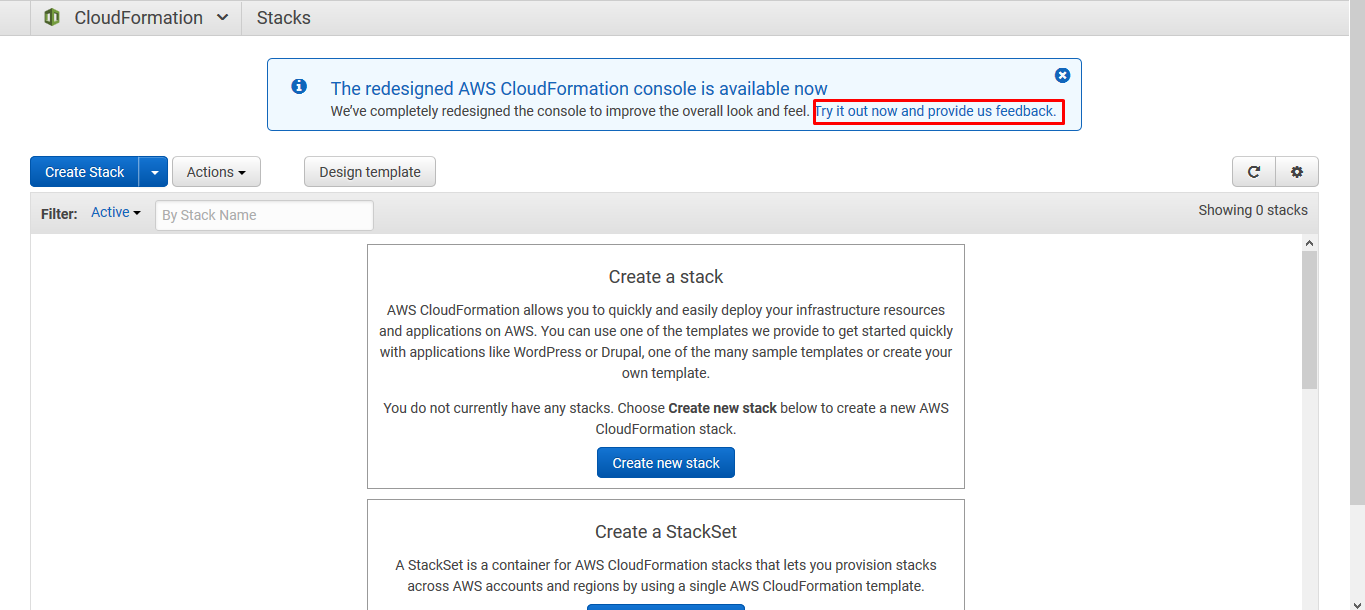 CloudFormation Stacks
The redesigned AWS CloudFormation console is available now
We've completely redesigned the console to improve the overall look and feel. Try it out now and provide us feedback.
Create Stack Actions Design template
Filter: Active By Stack Name Showing 0 stacks
Create a stack
AWS CloudFormation allows you to quickly and easily deploy your infrastructure resources
and applications on AWS. You can use one of the templates we provide to get started quickly
with applications like WordPress or Drupal, one of the many sample templates or create your
own template.
You do not currently have any stacks. Choose Create new stack below to create a new AWS
CloudFormation stack.
Create new stack
Create a StackSet
A StackSet is a container for AWS CloudFormation stacks that lets you provision stacks
across AWS accounts and regions by using a single AWS CloudFormation template.